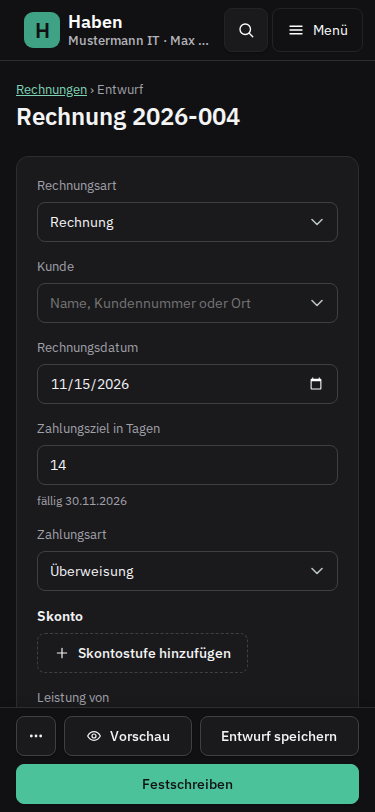 H
Haben
Mustermann IT · Max ...
Menü
Rechnungen › Entwurf
Rechnung 2026-004
Rechnungsart
Rechnung
Kunde
Name, Kundennummer oder Ort
Rechnungsdatum
11/15/2026
Zahlungsziel in Tagen
14
fällig 30.11.2026
Zahlungsart
Überweisung
Skonto
Skontostufe hinzufügen
Leistung von
Vorschau
Entwurf speichern
Festschreiben